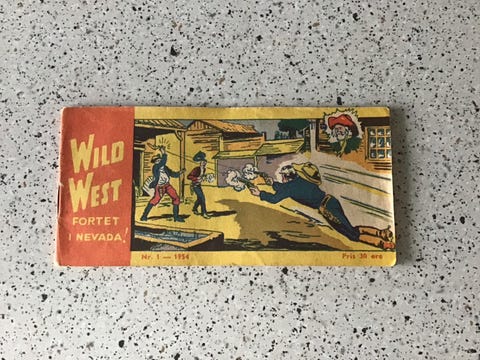 WILD
WEST
FORTET
I NEVADA!
Nr. 1 — 1954
Pris 30 øre